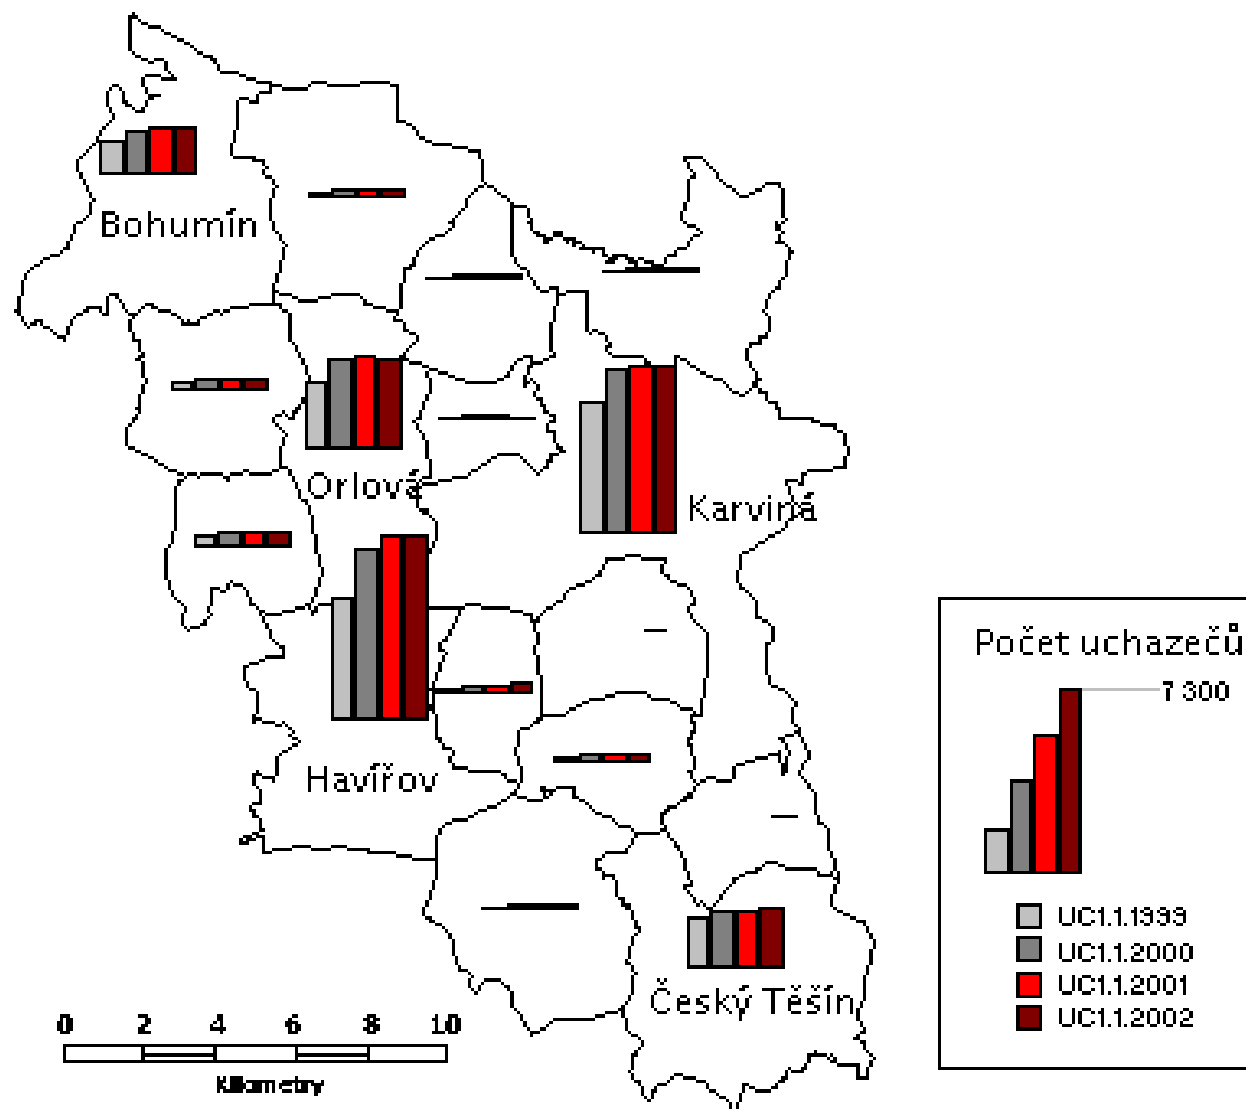 Bohumín
Orlová
Karviná
Havířov
Český Těšín
Počet uchazečů
7 300
UC1.1.1999
UC1.1.2000
UC1.1.2001
UC1.1.2002
0 2 4 6 8 10
Kilometry